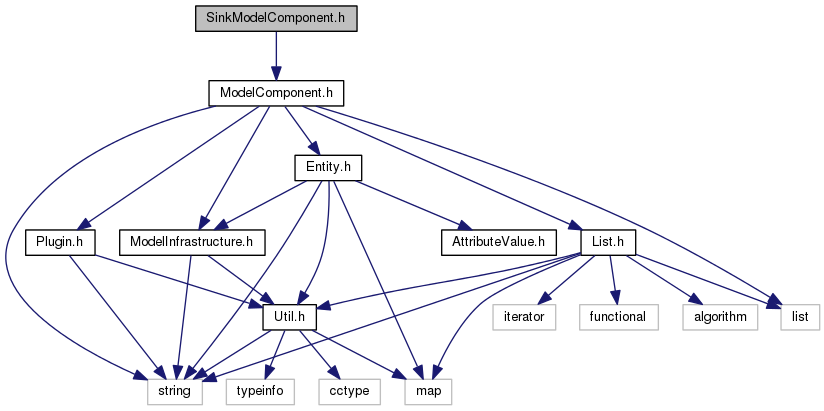 SinkModelComponent.h
ModelComponent.h
Entity.h
Plugin.h
ModelInfrastructure.h
AttributeValue.h
List.h
Util.h
iterator
functional
algorithm
list
string
typeinfo
cctype
map